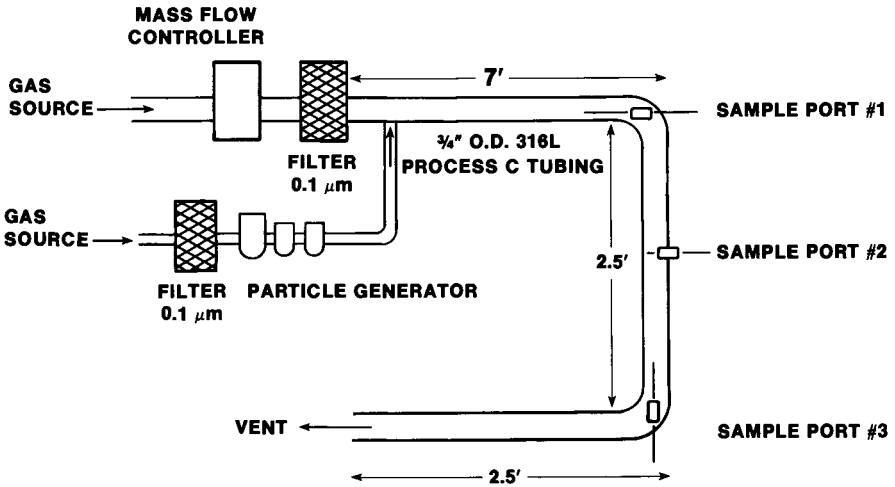 MASS FLOW
CONTROLLER
7'
GAS
SOURCE
SAMPLE PORT #1
FILTER
0.1 μm
¾" O.D. 316L
PROCESS C TUBING
GAS
SOURCE
2.5'
SAMPLE PORT #2
FILTER
0.1 μm
PARTICLE GENERATOR
VENT
SAMPLE PORT #3
2.5'